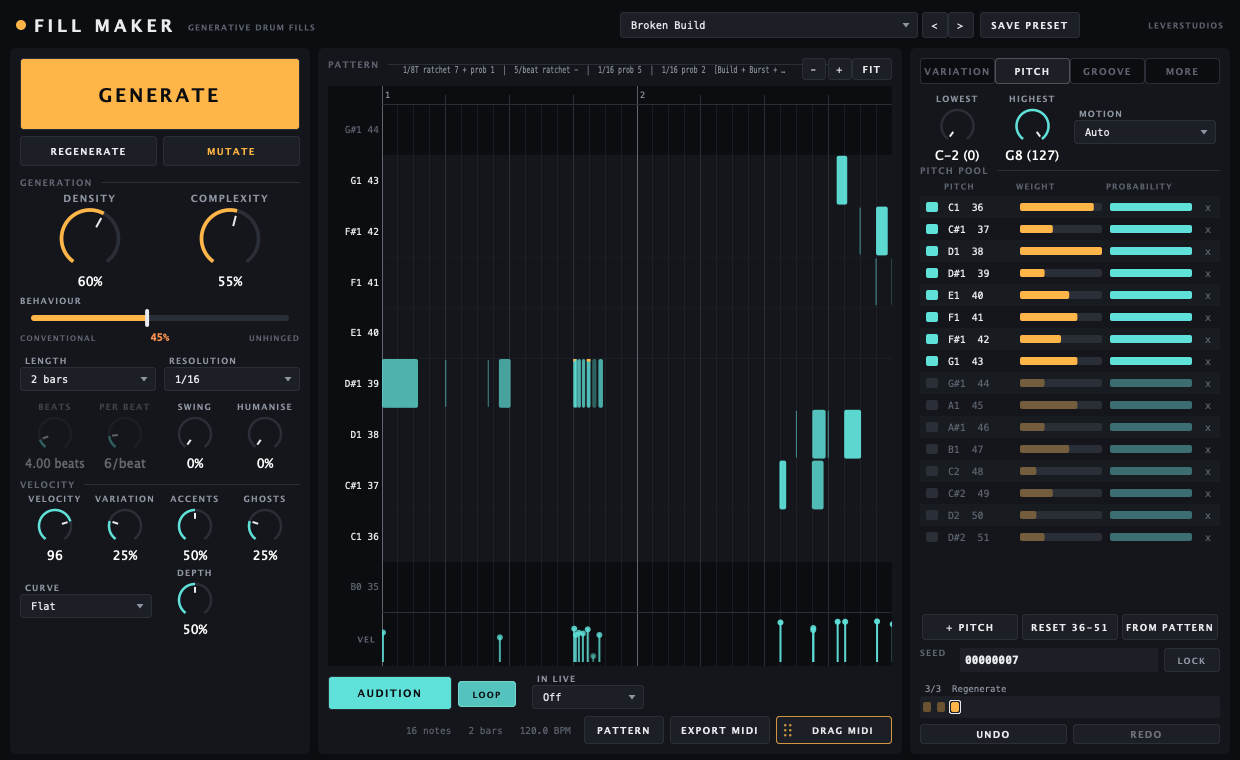 FILL MAKER GENERATIVE DRUM FILLS
Broken Build
< >
SAVE PRESET
LEVERSTUDIOS
GENERATE
REGENERATE MUTATE
GENERATION
DENSITY COMPLEXITY
60% 55%
BEHAVIOUR
CONVENTIONAL 45% UNHINGED
LENGTH RESOLUTION
2 bars 1/16
BEATS PER BEAT SWING HUMANISE
4.00 beats 6/beat 0% 0%
VELOCITY
VELOCITY VARIATION ACCENTS GHOSTS
96 25% 50% 25%
CURVE DEPTH
Flat
50%
PATTERN 1/8T ratchet 7 + prob 1 | 5/beat ratchet − | 1/16 prob 5 | 1/16 prob 2 [Build + Burst + …
− + FIT
1 2
G#1 44
G1 43
F#1 42
F1 41
E1 40
D#1 39
D1 38
C#1 37
C1 36
B0 35
VEL
AUDITION LOOP
IN LIVE
Off
16 notes 2 bars 120.0 BPM
PATTERN EXPORT MIDI DRAG MIDI
VARIATION PITCH GROOVE MORE
LOWEST HIGHEST MOTION
Auto
C-2 (0) G8 (127)
PITCH POOL
PITCH WEIGHT PROBABILITY
C1 36 x
C#1 37 x
D1 38 x
D#1 39 x
E1 40 x
F1 41 x
F#1 42 x
G1 43 x
G#1 44 x
A1 45 x
A#1 46 x
B1 47 x
C2 48 x
C#2 49 x
D2 50 x
D#2 51 x
+ PITCH RESET 36-51 FROM PATTERN
SEED 00000007 LOCK
3/3 Regenerate
UNDO REDO